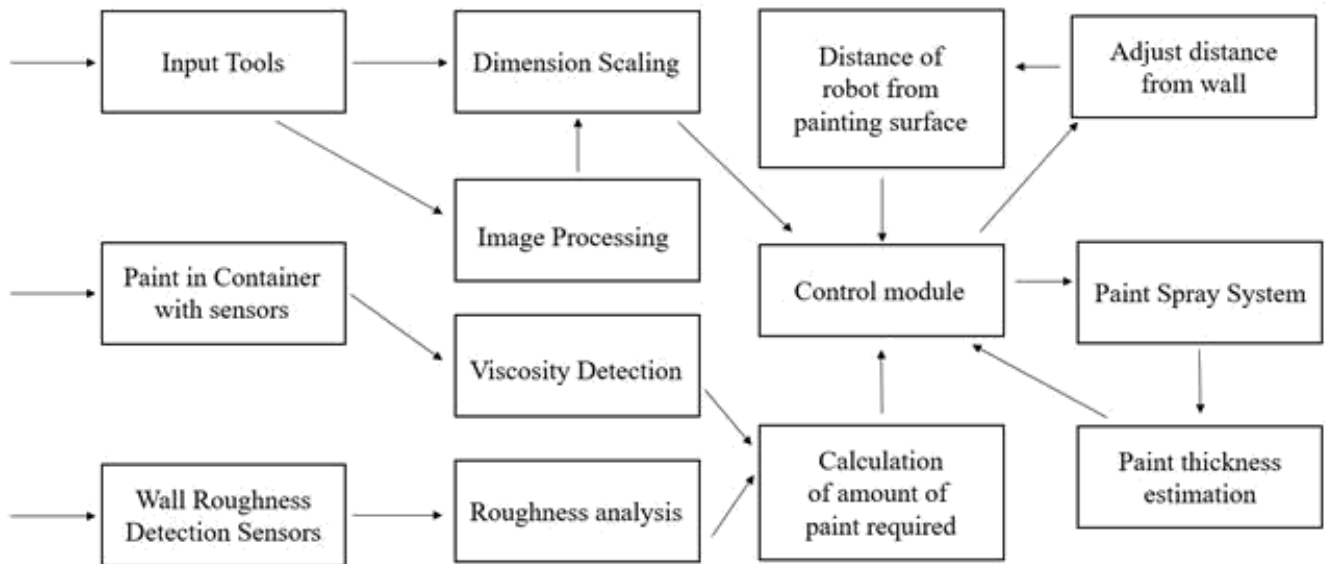 Input Tools
Dimension Scaling
Distance of
robot from
painting surface
Adjust distance
from wall
Image Processing
Paint in Container
with sensors
Control module
Paint Spray System
Viscosity Detection
Wall Roughness
Detection Sensors
Roughness analysis
Calculation
of amount of
paint required
Paint thickness
estimation